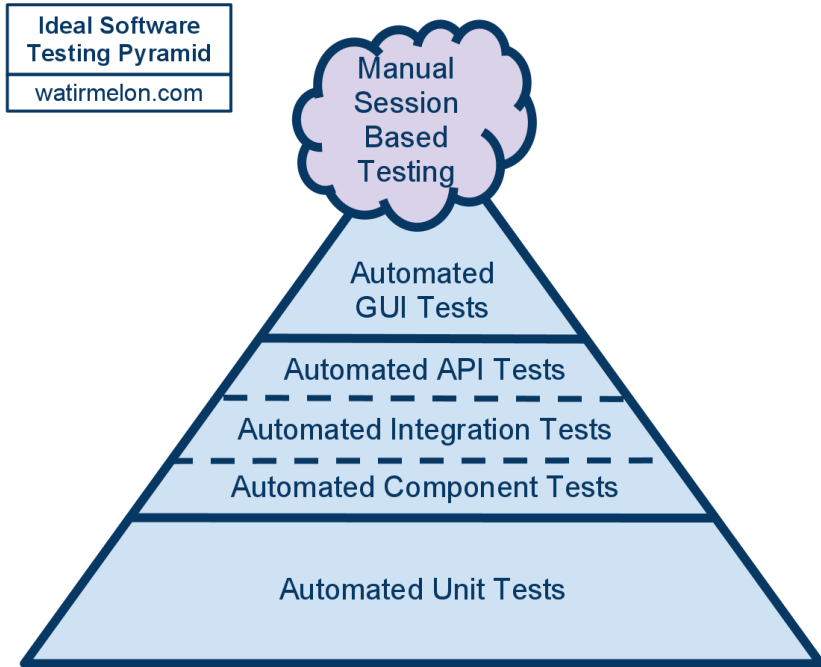 Ideal Software
Testing Pyramid
watirmelon.com
Manual
Session
Based
Testing
Automated
GUI Tests
Automated API Tests
Automated Integration Tests
Automated Component Tests
Automated Unit Tests